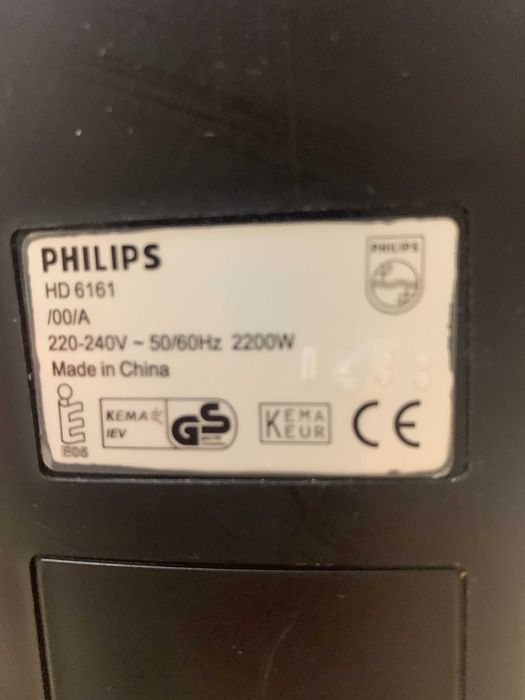 PHILIPS
PHILIPS
HD 6161
/00/A
220-240V ~ 50/60Hz 2200W
Made in China
KEMA
IEV
GS
KEMA
KEUR
CE
E05